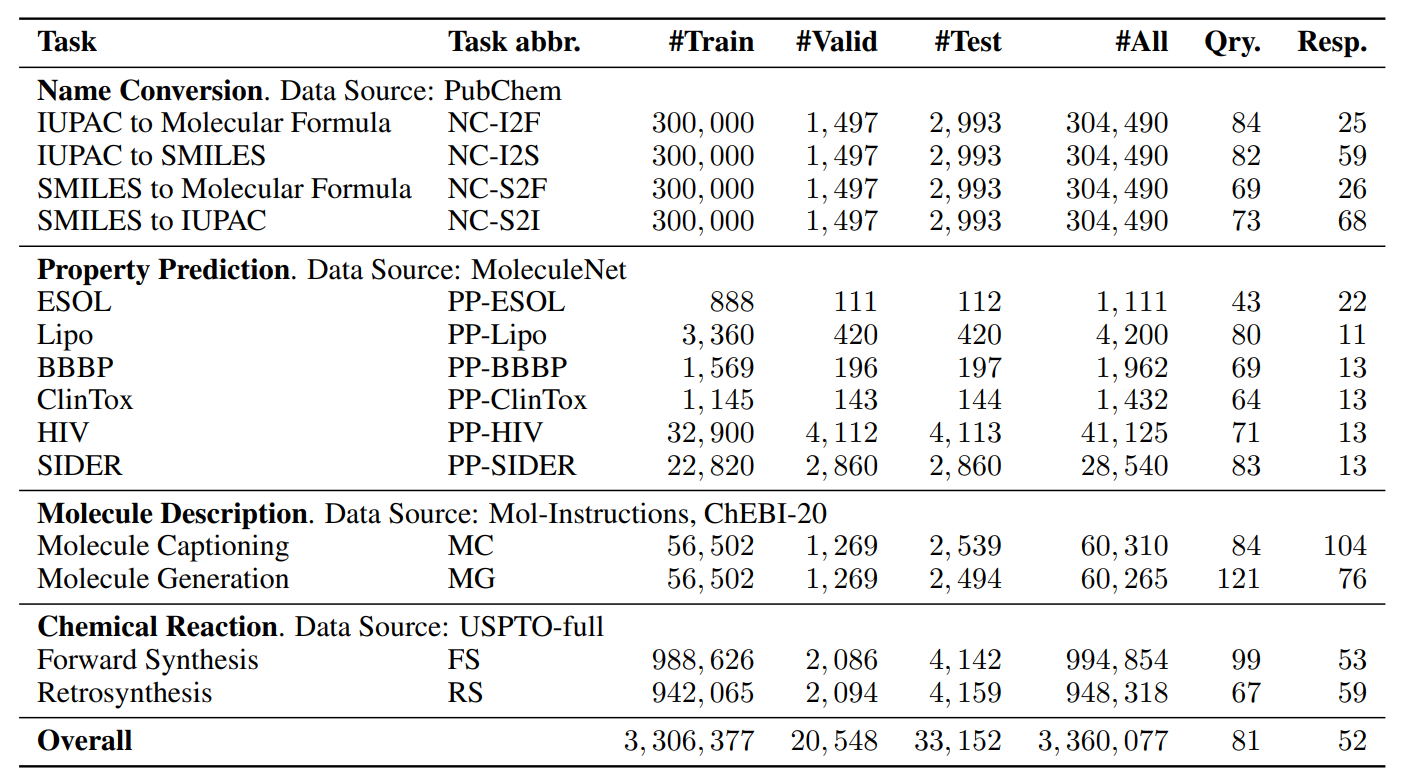 Task Task abbr. #Train #Valid #Test #All Qry. Resp.
Name Conversion. Data Source: PubChem
IUPAC to Molecular Formula NC-I2F 300,000 1,497 2,993 304,490 84 25
IUPAC to SMILES NC-I2S 300,000 1,497 2,993 304,490 82 59
SMILES to Molecular Formula NC-S2F 300,000 1,497 2,993 304,490 69 26
SMILES to IUPAC NC-S2I 300,000 1,497 2,993 304,490 73 68
Property Prediction. Data Source: MoleculeNet
ESOL PP-ESOL 888 111 112 1,111 43 22
Lipo PP-Lipo 3,360 420 420 4,200 80 11
BBBP PP-BBBP 1,569 196 197 1,962 69 13
ClinTox PP-ClinTox 1,145 143 144 1,432 64 13
HIV PP-HIV 32,900 4,112 4,113 41,125 71 13
SIDER PP-SIDER 22,820 2,860 2,860 28,540 83 13
Molecule Description. Data Source: Mol-Instructions, ChEBI-20
Molecule Captioning MC 56,502 1,269 2,539 60,310 84 104
Molecule Generation MG 56,502 1,269 2,494 60,265 121 76
Chemical Reaction. Data Source: USPTO-full
Forward Synthesis FS 988,626 2,086 4,142 994,854 99 53
Retrosynthesis RS 942,065 2,094 4,159 948,318 67 59
Overall 3,306,377 20,548 33,152 3,360,077 81 52